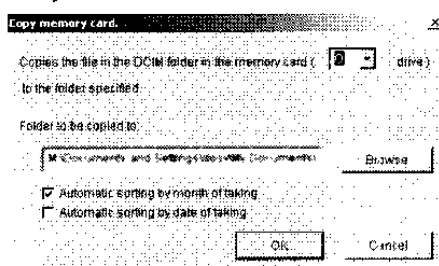 Copy memory card.
Copies the file in the DCIM folder in the memory card ( drive )
to the folder specified.
Folder to be copied to:
Documents and Settings
Browse
Automatic sorting by month of taking
Automatic sorting by date of taking
OK Cancel